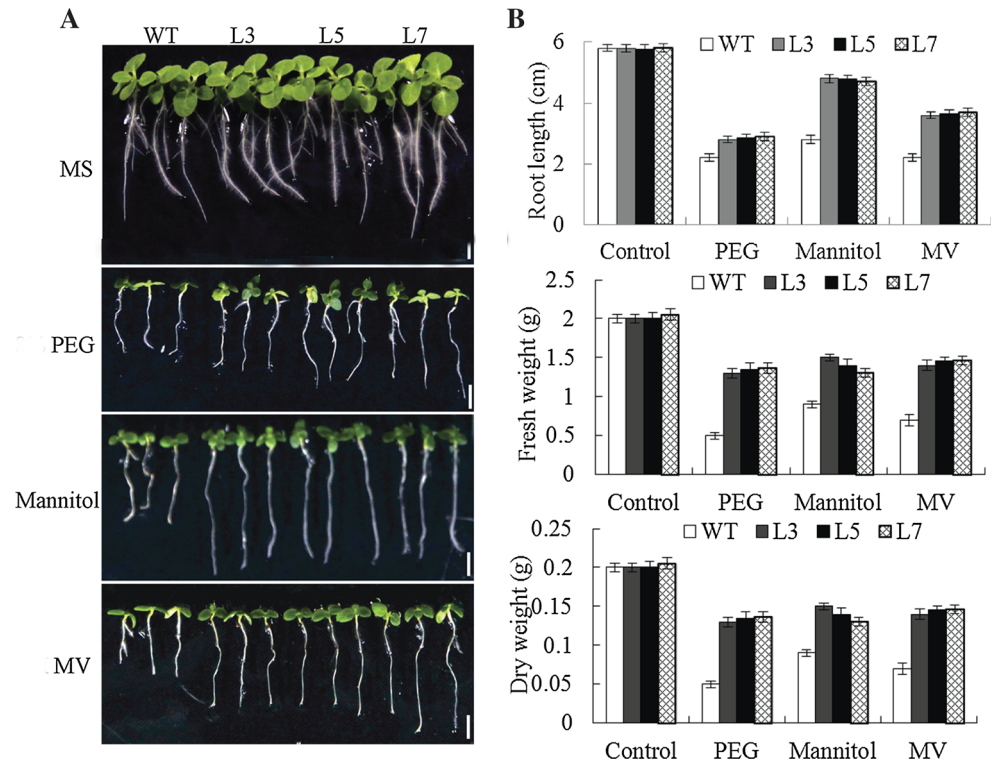 A
WT L3 L5 L7
MS
PEG
Mannitol
MV
B
WT L3 L5 L7
6
4
2
0
Root length (cm)
Control PEG Mannitol MV
WT L3 L5 L7
2.5
2
1.5
1
0.5
0
Fresh weight (g)
Control PEG Mannitol MV
WT L3 L5 L7
0.25
0.2
0.15
0.1
0.05
0
Dry weight (g)
Control PEG Mannitol MV